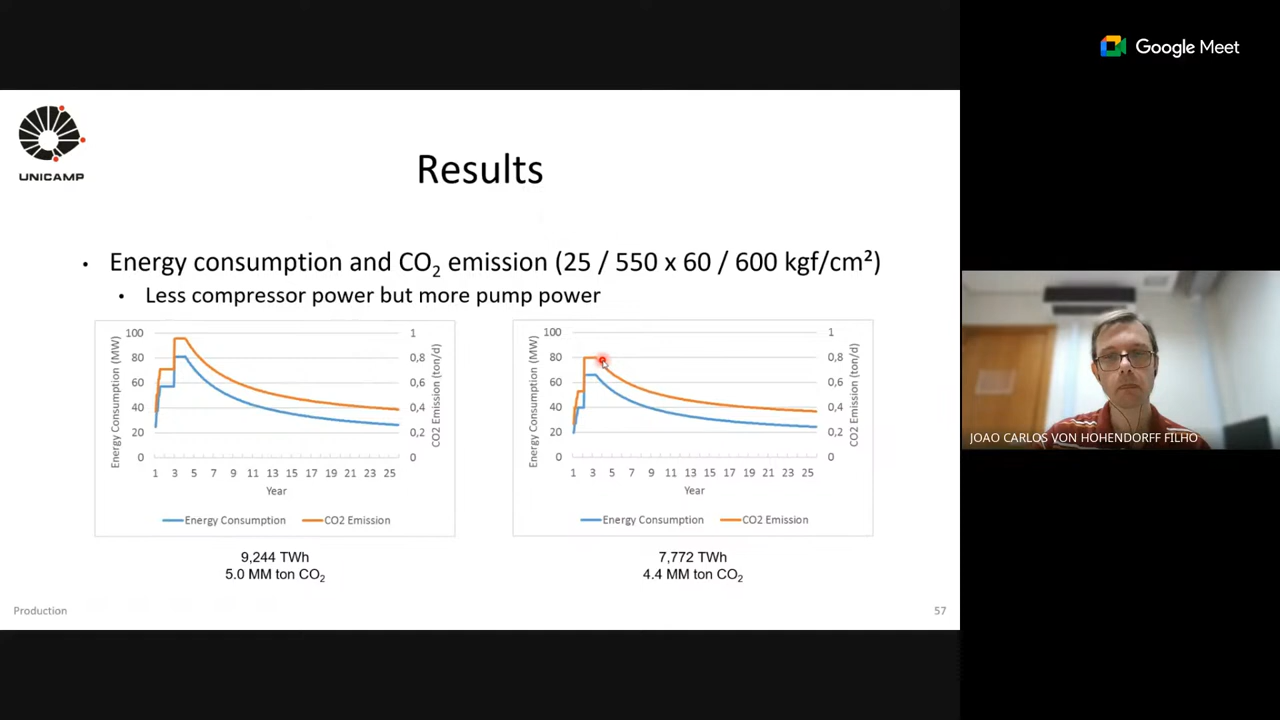 Google Meet
UNICAMP
Results
• Energy consumption and CO₂ emission (25 / 550 x 60 / 600 kgf/cm²)
• Less compressor power but more pump power
100
80
60
40
20
0
Energy Consumption (MW)
1
0,8
0,6
0,4
0,2
0
CO2 Emission (ton/d)
1 3 5 7 9 11 13 15 17 19 21 23 25
Year
Energy Consumption CO2 Emission
9,244 TWh
5.0 MM ton CO₂
100
80
60
40
20
0
Energy Consumption (MW)
1
0,8
0,6
0,4
0,2
0
CO2 Emission (ton/d)
1 3 5 7 9 11 13 15 17 19 21 23 25
Year
Energy Consumption CO2 Emission
7,772 TWh
4.4 MM ton CO₂
Production
57
JOAO CARLOS VON HOHENDORFF FILHO